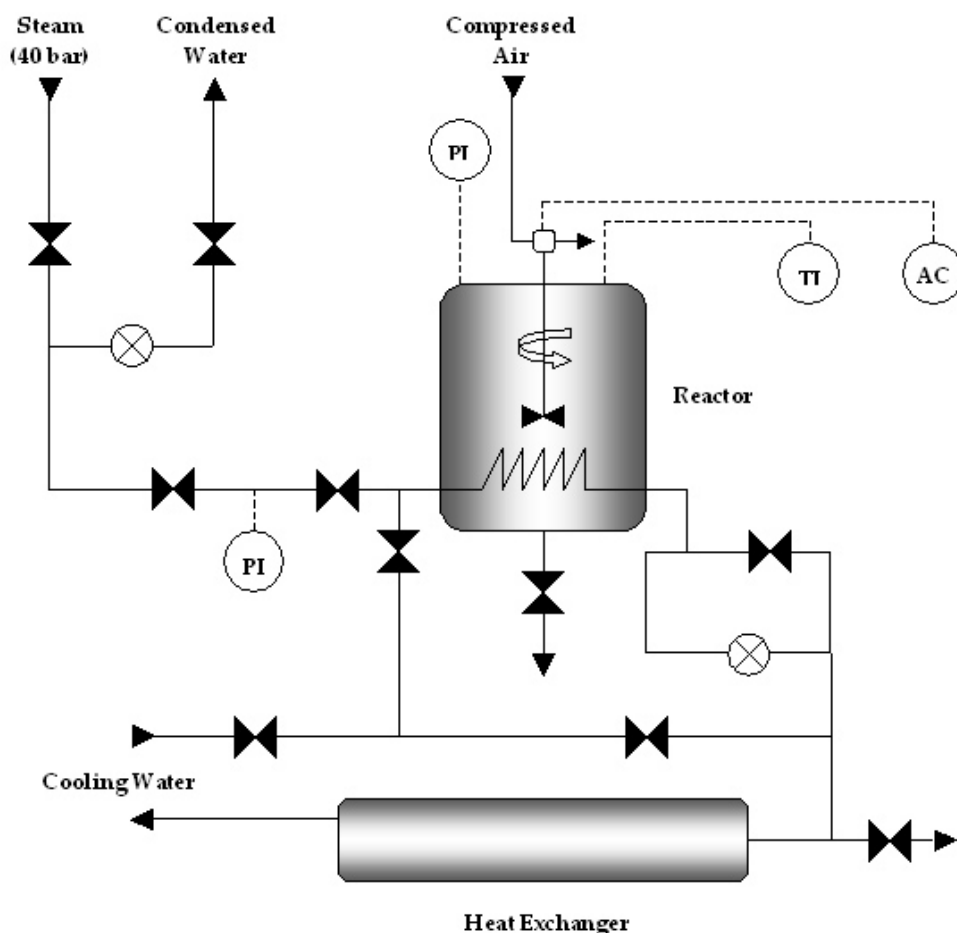 Steam
(40 bar)
Condensed
Water
Compressed
Air
PI
TI
AC
Reactor
PI
Cooling Water
Heat Exchanger